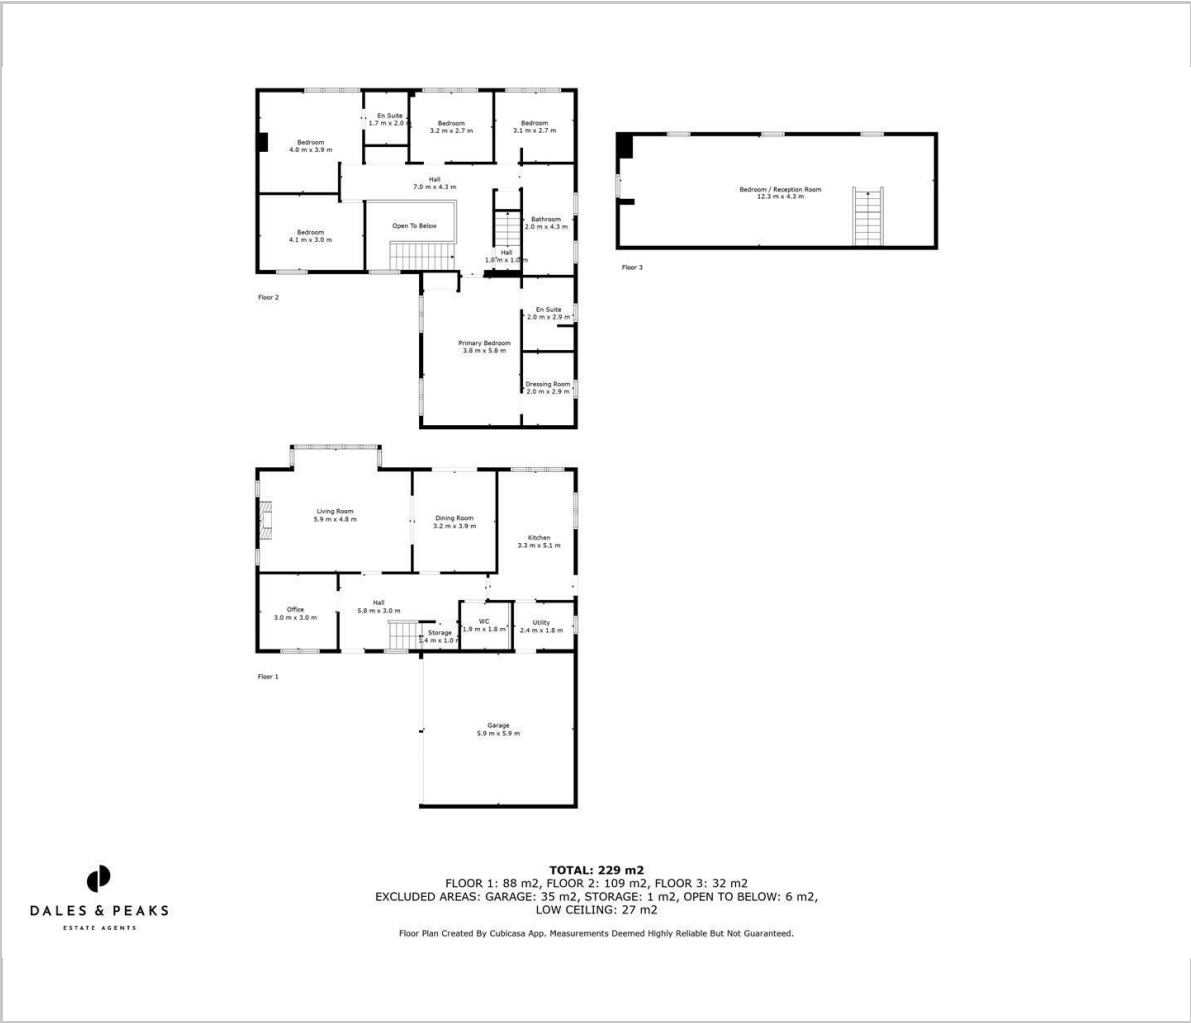 En Suite
1.7 m x 2.0
Bedroom
3.2 m x 2.7 m
Bedroom
3.1 m x 2.7 m
Bedroom
4.0 m x 3.9 m
Hall
7.0 m x 4.3 m
Bedroom
4.1 m x 3.0 m
Open To Below
Bathroom
2.0 m x 4.3 m
Hall
1.0 m x 1.0
En Suite
2.0 m x 2.9 m
Primary Bedroom
3.8 m x 5.8 m
Dressing Room
2.0 m x 2.9 m
Floor 2
Bedroom / Reception Room
12.3 m x 4.3 m
Floor 3
Living Room
5.9 m x 4.8 m
Dining Room
3.2 m x 3.9 m
Kitchen
3.3 m x 5.1 m
Office
3.0 m x 3.0 m
Hall
5.8 m x 3.0 m
Storage
1.4 m x 1.0
WC
1.9 m x 1.8 m
Utility
2.4 m x 1.8 m
Floor 1
Garage
5.9 m x 5.9 m
TOTAL: 229 m2
FLOOR 1: 88 m2, FLOOR 2: 109 m2, FLOOR 3: 32 m2
EXCLUDED AREAS: GARAGE: 35 m2, STORAGE: 1 m2, OPEN TO BELOW: 6 m2,
LOW CEILING: 27 m2
Floor Plan Created By Cubicasa App. Measurements Deemed Highly Reliable But Not Guaranteed.
DALES & PEAKS
ESTATE AGENTS